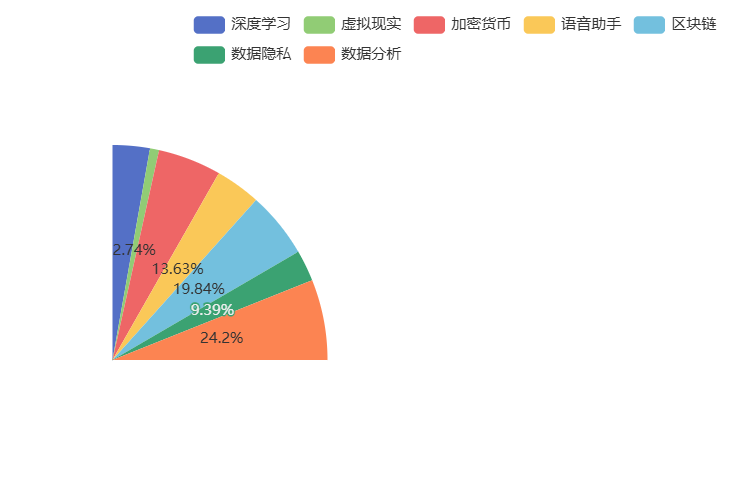 深度学习 虚拟现实 加密货币 语音助手 区块链
数据隐私 数据分析
2.74%
13.63%
19.84%
9.39%
24.2%